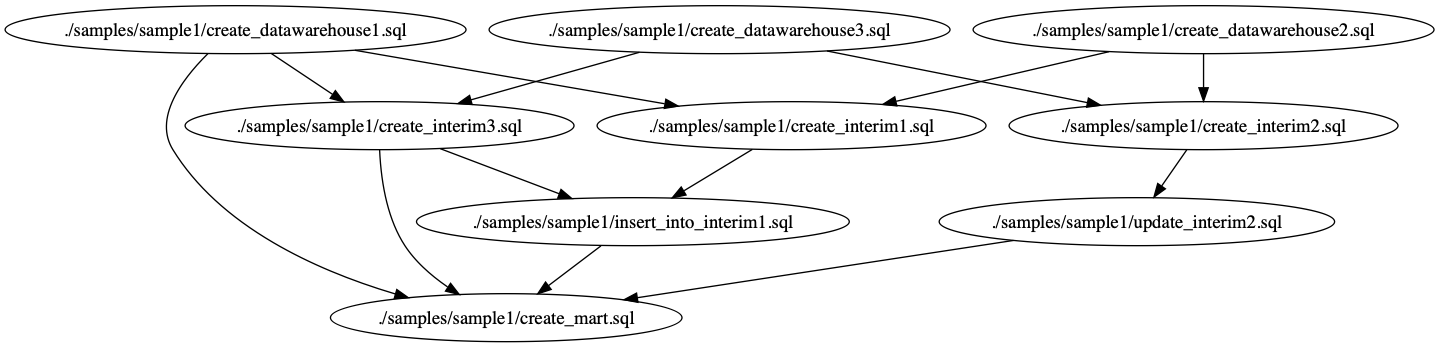 ./samples/sample1/create_datawarehouse1.sql
./samples/sample1/create_datawarehouse3.sql
./samples/sample1/create_datawarehouse2.sql
./samples/sample1/create_interim3.sql
./samples/sample1/create_interim1.sql
./samples/sample1/create_interim2.sql
./samples/sample1/insert_into_interim1.sql
./samples/sample1/update_interim2.sql
./samples/sample1/create_mart.sql